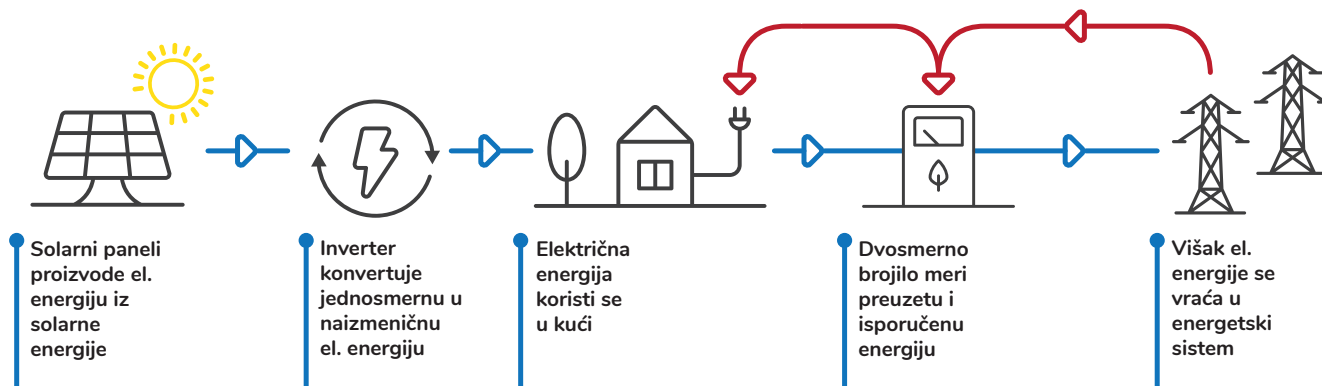 Solarni paneli
proizvode el.
energiju iz
solarne
energije
Inverter
konvertuje
jednosmernu u
naizmeničnu
el. energiju
Električna
energija
koristi se
u kući
Dvosmerno
brojilo meri
preuzetu i
isporučenu
energiju
Višak el.
energije se
vraća u
energetski
sistem